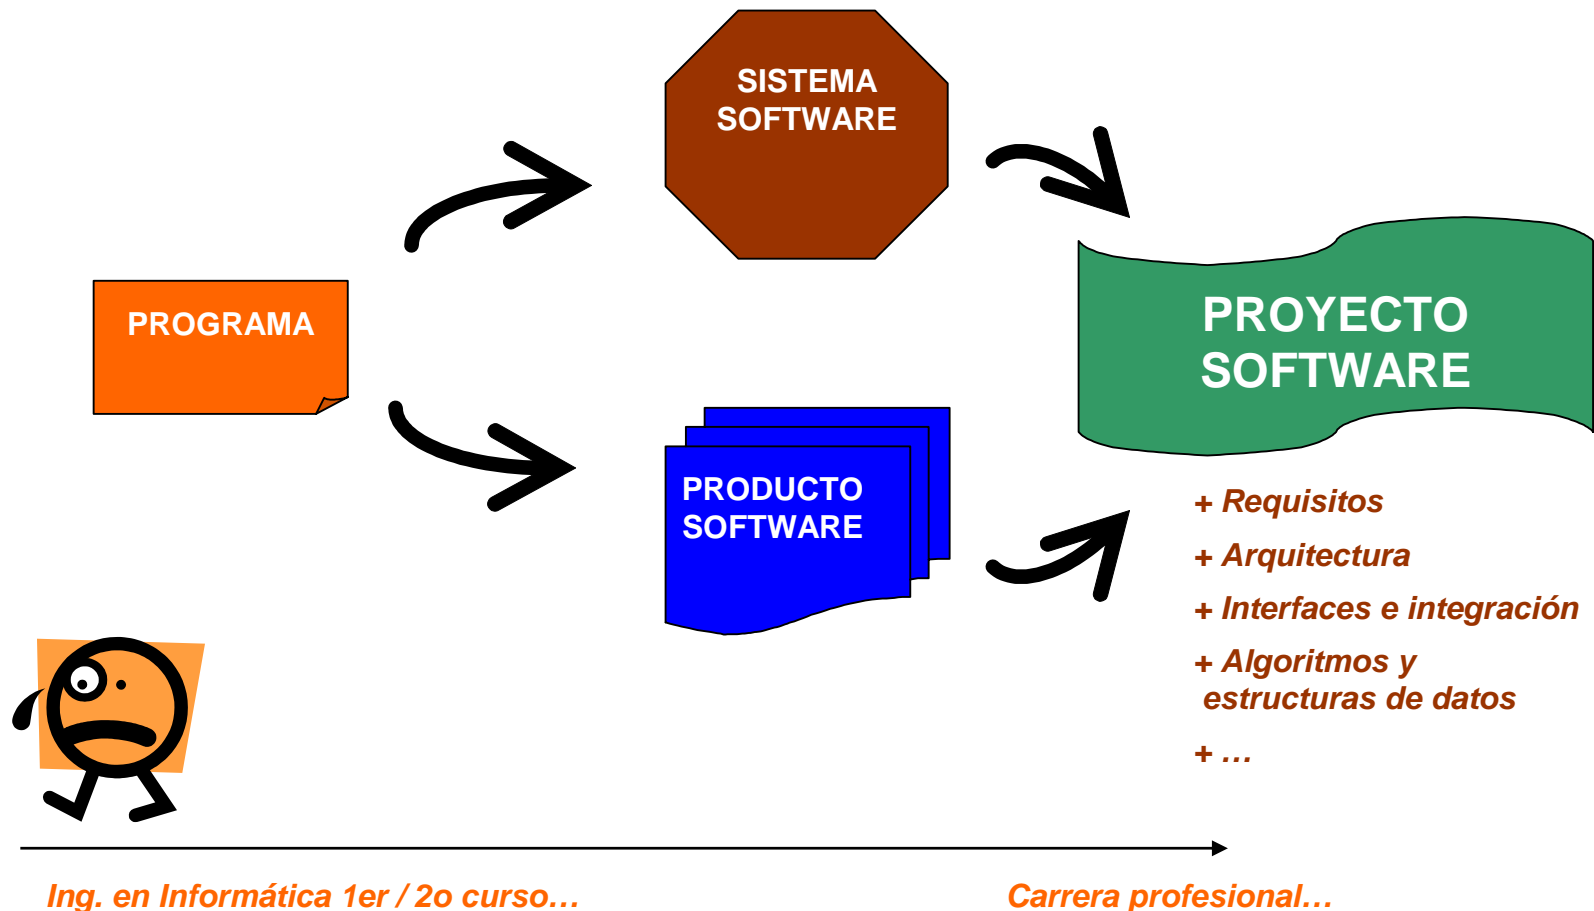 SISTEMA
SOFTWARE
PROGRAMA
PROYECTO
SOFTWARE
PRODUCTO
SOFTWARE
+ Requisitos
+ Arquitectura
+ Interfaces e integración
+ Algoritmos y
estructuras de datos
+ …
Ing. en Informática 1er / 2o curso…
Carrera profesional…